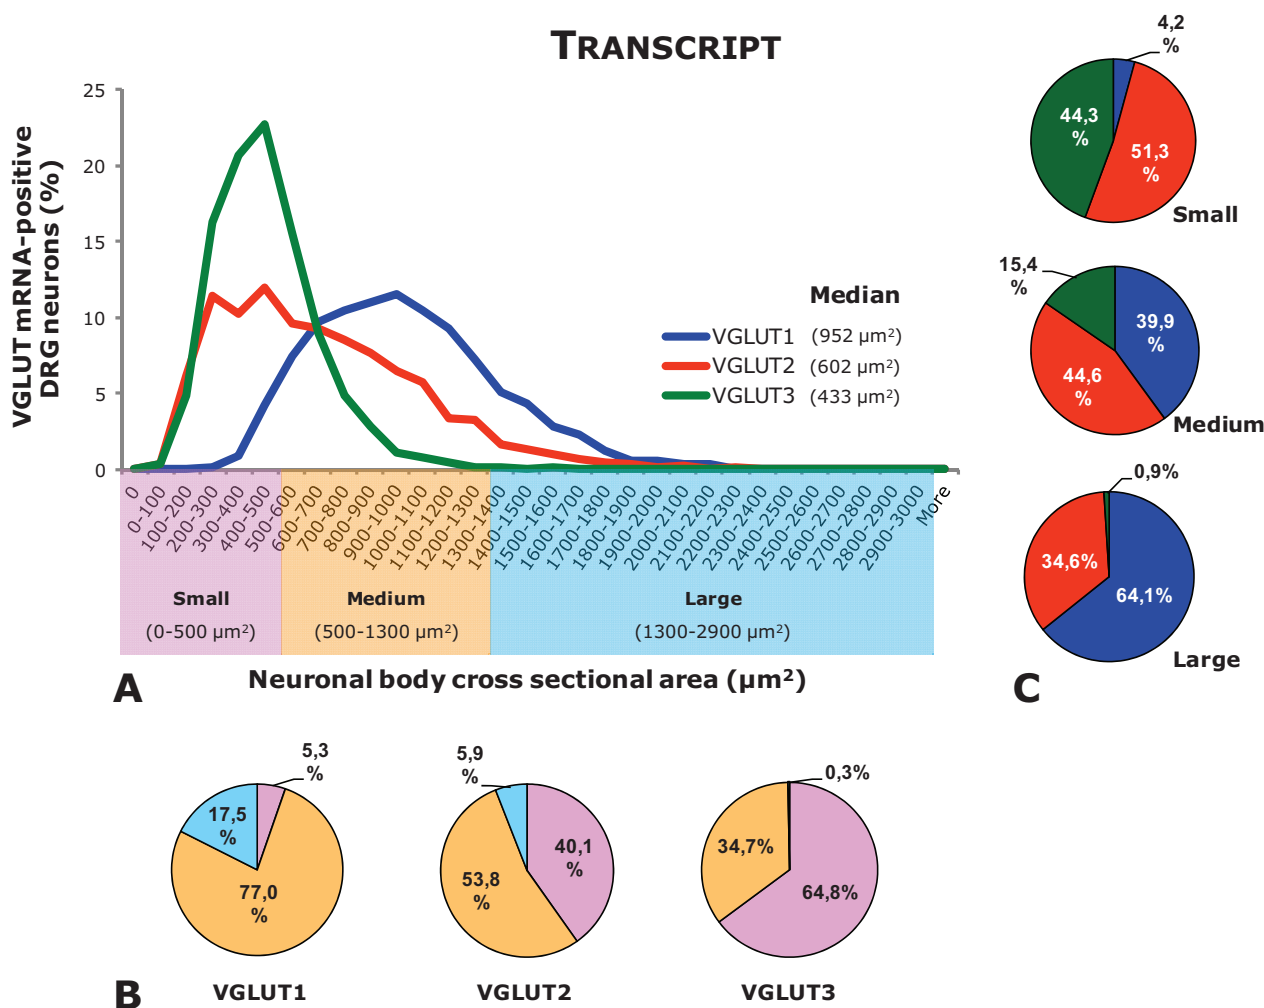 TRANSCRIPT
VGLUT mRNA-positive
DRG neurons (%)
25
20
15
10
5
0
Median
VGLUT1 (952 µm²)
VGLUT2 (602 µm²)
VGLUT3 (433 µm²)
0
0-100
100-200
200-300
300-400
400-500
500-600
600-700
700-800
800-900
900-1000
1000-1100
1100-1200
1200-1300
1300-1400
1400-1500
1500-1600
1600-1700
1700-1800
1800-1900
1900-2000
2000-2100
2100-2200
2200-2300
2300-2400
2400-2500
2500-2600
2600-2700
2700-2800
2800-2900
2900-3000
More
Small
(0-500 µm²)
Medium
(500-1300 µm²)
Large
(1300-2900 µm²)
Neuronal body cross sectional area (µm²)
A
4,2
%
44,3
%
51,3
%
Small
15,4
%
39,9
%
44,6
%
Medium
0,9%
34,6%
64,1%
Large
C
5,3
%
17,5
%
77,0
%
VGLUT1
5,9
%
40,1
%
53,8
%
VGLUT2
0,3%
34,7%
64,8%
VGLUT3
B